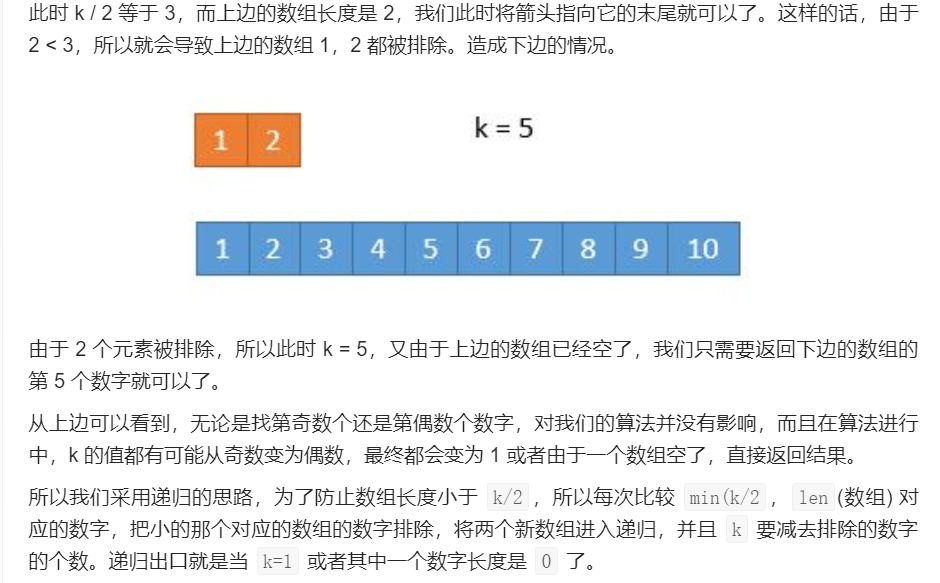 此时 k / 2 等于 3，而上边的数组长度是 2，我们此时将箭头指向它的末尾就可以了。这样的话，由于
2 < 3，所以就会导致上边的数组 1，2 都被排除。造成下边的情况。
1 2 k = 5
1 2 3 4 5 6 7 8 9 10
由于 2 个元素被排除，所以此时 k = 5，又由于上边的数组已经空了，我们只需要返回下边的数组的
第 5 个数字就可以了。
从上边可以看到，无论是找第奇数个还是第偶数个数字，对我们的算法并没有影响，而且在算法进行
中，k 的值都有可能从奇数变为偶数，最终都会变为 1 或者由于一个数组空了，直接返回结果。
所以我们采用递归的思路，为了防止数组长度小于 k/2 ，所以每次比较 min(k/2 ， len (数组) 对
应的数字，把小的那个对应的数组的数字排除，将两个新数组进入递归，并且 k 要减去排除的数字
的个数。递归出口就是当 k=1 或者其中一个数字长度是 0 了。